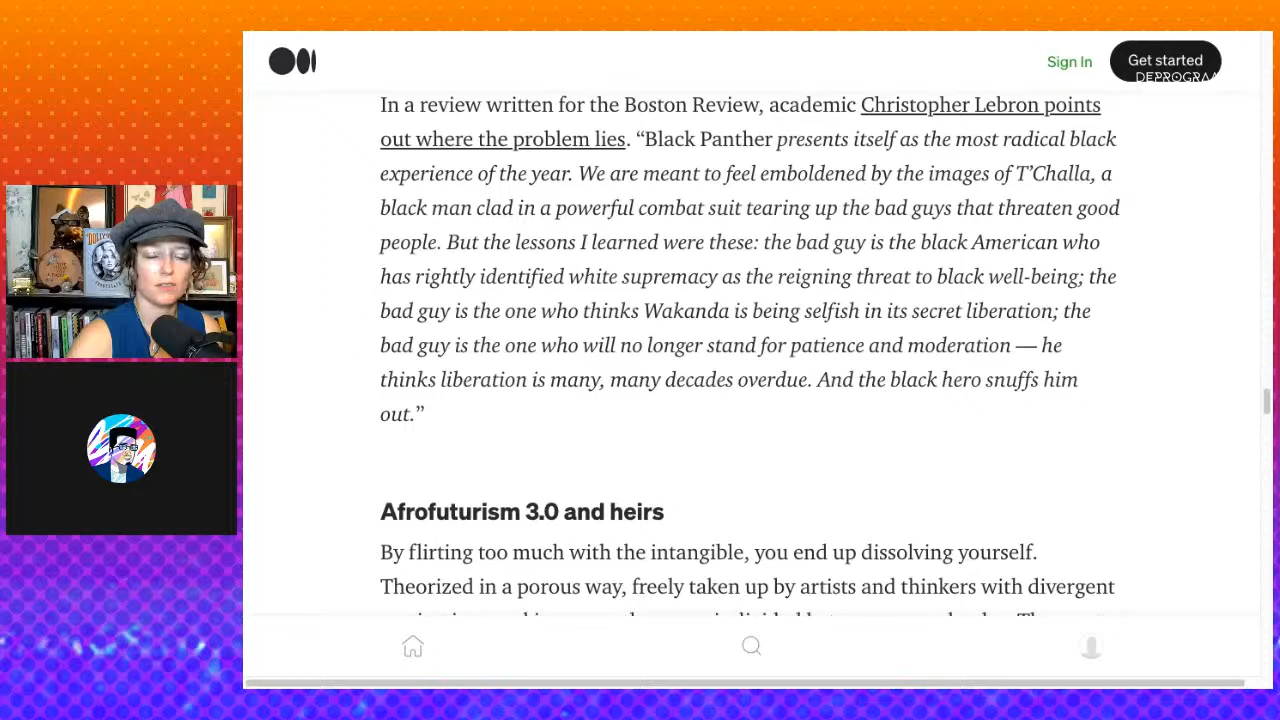 Sign In
Get started
DEPROGRA
In a review written for the Boston Review, academic Christopher Lebron points
out where the problem lies. “Black Panther presents itself as the most radical black
experience of the year. We are meant to feel emboldened by the images of T’Challa, a
black man clad in a powerful combat suit tearing up the bad guys that threaten good
people. But the lessons I learned were these: the bad guy is the black American who
has rightly identified white supremacy as the reigning threat to black well-being; the
bad guy is the one who thinks Wakanda is being selfish in its secret liberation; the
bad guy is the one who will no longer stand for patience and moderation — he
thinks liberation is many, many decades overdue. And the black hero snuffs him
out.”
Afrofuturism 3.0 and heirs
By flirting too much with the intangible, you end up dissolving yourself.
Theorized in a porous way, freely taken up by artists and thinkers with divergent